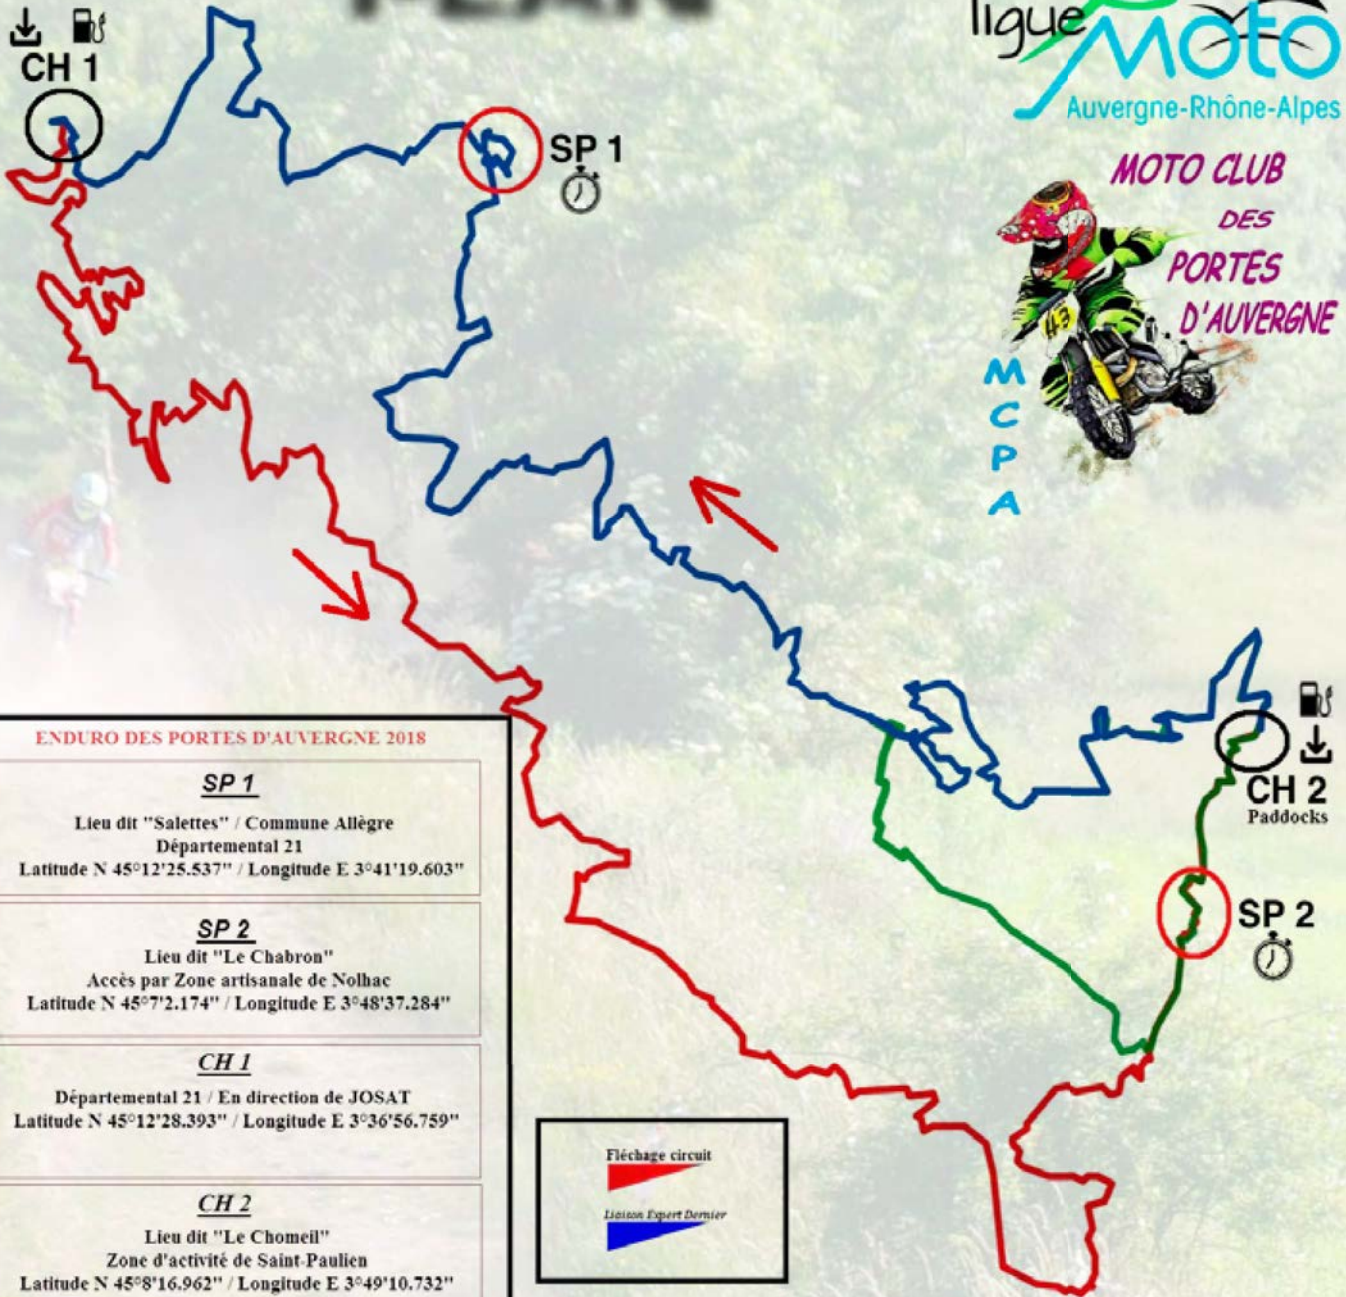 PLAN
ligue
Moto
Auvergne-Rhône-Alpes
CH 1
SP 1
MOTO CLUB
DES
PORTES
D'AUVERGNE
43
M
C
P
A
CH 2
Paddocks
SP 2
ENDURO DES PORTES D'AUVERGNE 2018
SP 1
Lieu dit "Salettes" / Commune Allègre
Départemental 21
Latitude N 45°12'25.537" / Longitude E 3°41'19.603"
SP 2
Lieu dit "Le Chabron"
Accès par Zone artisanale de Nolhac
Latitude N 45°7'2.174" / Longitude E 3°48'37.284"
CH 1
Départemental 21 / En direction de JOSAT
Latitude N 45°12'28.393" / Longitude E 3°36'56.759"
CH 2
Lieu dit "Le Chomeil"
Zone d'activité de Saint-Paulien
Latitude N 45°8'16.962" / Longitude E 3°49'10.732"
Fléchage circuit
Liaison Expert Dernier